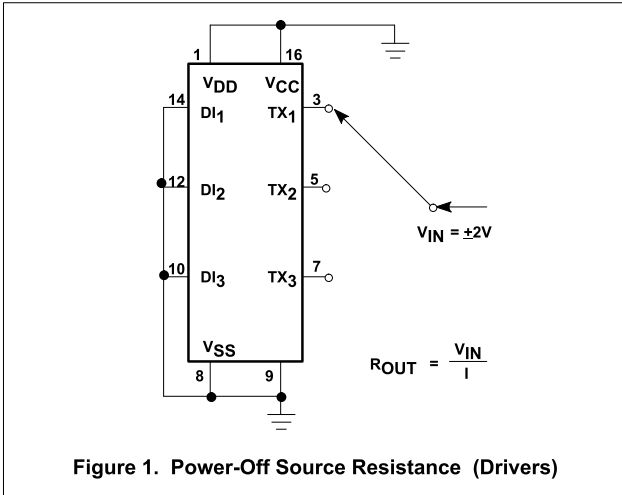 1 16
VDD VCC
14 DI1 TX1 3
12 DI2 TX2 5
VIN = ±2V
10 DI3 TX3 7
VSS
ROUT = VIN / I
8 9
Figure 1. Power-Off Source Resistance (Drivers)